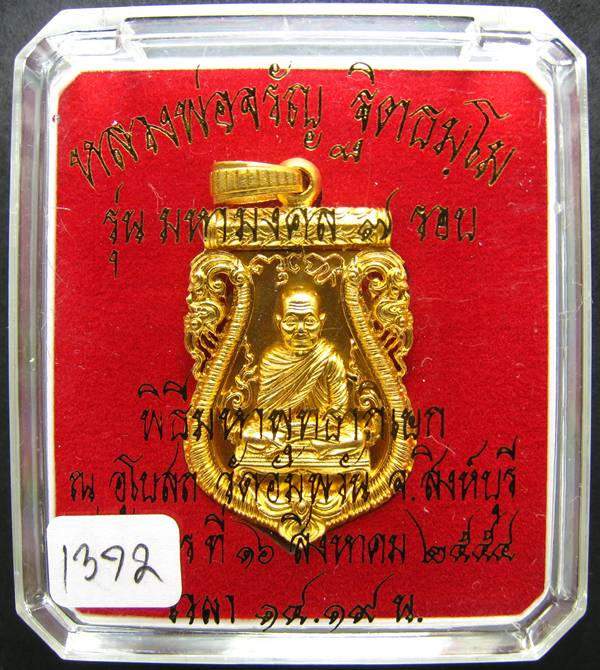 หลวงพ่อจรัญ ฐิตธมฺโม
รุ่น มหามงคล ๗ รอบ
พิธีมหาพุทธาภิเษก
ณ อุโบสถ วัดอัมพวัน จ.สิงห์บุรี
ที่ ๑๖ สิงหาคม ๒๕๕๔
เวลา ๑๔.๑๙ น.
1392